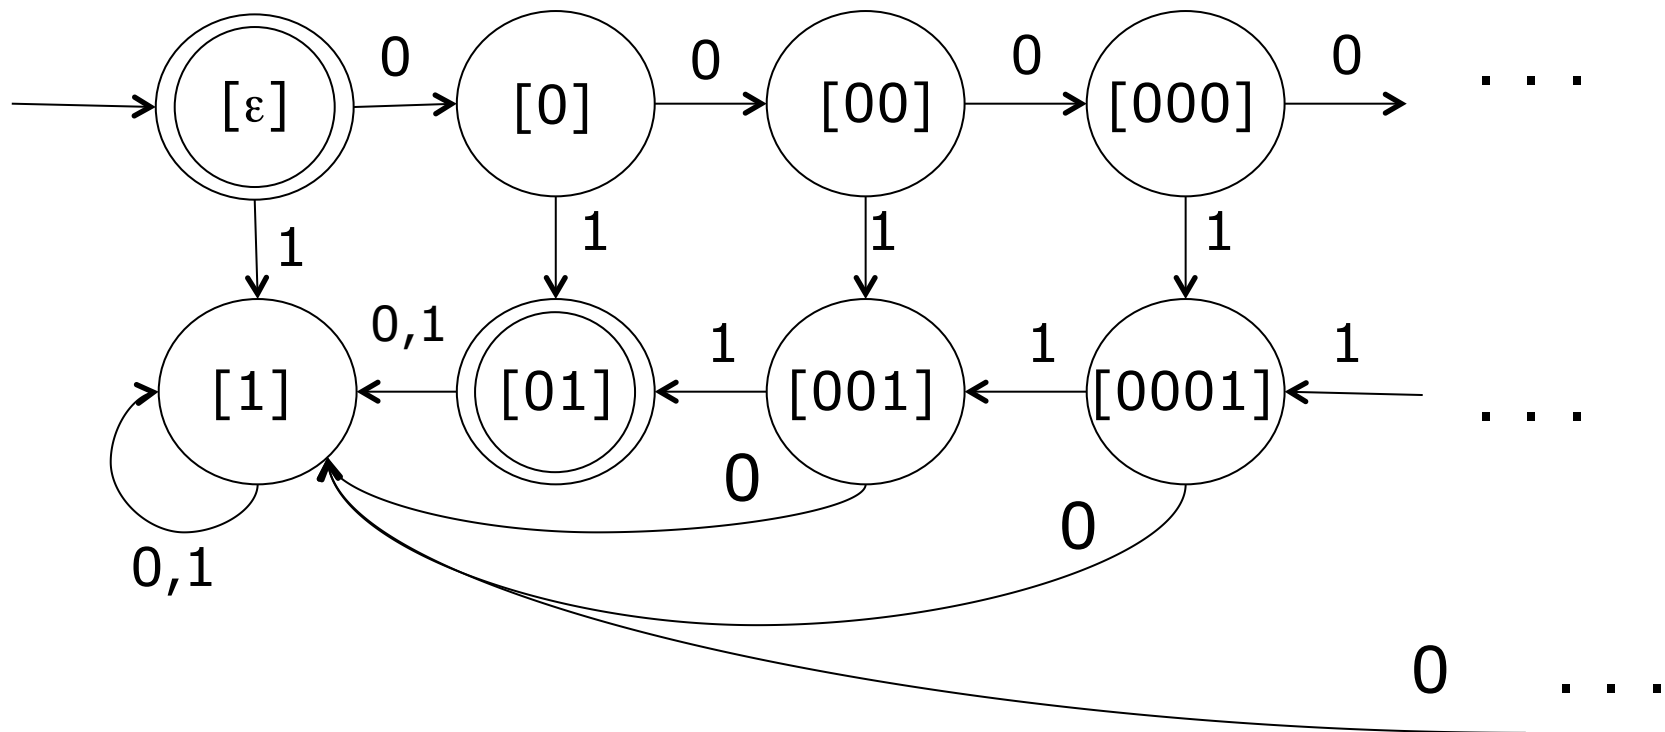 0 0 0 0 . . .
[ε] [0] [00] [000]
1 1 1 1
0,1 1 1 1
[1] [01] [001] [0001] . . .
0 0
0,1
0 . . .